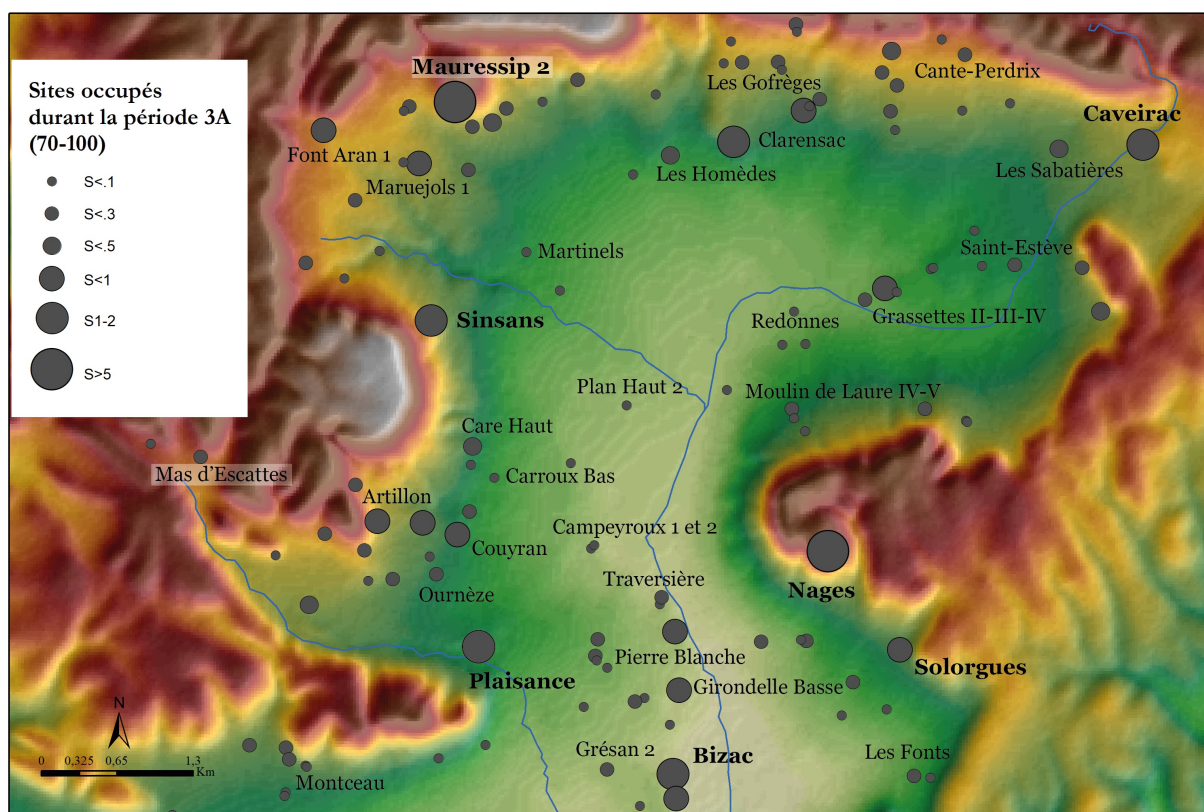 Sites occupés
durant la période 3A
(70-100)
S<.1
S<.3
S<.5
S<1
S1-2
S>5
Mauressip 2
Les Gofrèges
Cante-Perdrix
Caveirac
Font Aran 1
Clarensac
Maruejols 1
Les Homèdes
Les Sabatières
Martinels
Saint-Estève
Sinsans
Redonnes
Grassettes II-III-IV
Plan Haut 2
Moulin de Laure IV-V
Care Haut
Mas d'Escattes
Carroux Bas
Artillon
Campeyroux 1 et 2
Couyran
Traversière
Nages
Ournèze
Pierre Blanche
Solorgues
Plaisance
Girondelle Basse
N
Grésan 2
Bizac
Les Fonts
0 0,325 0,65 1,3
Km
Montceau